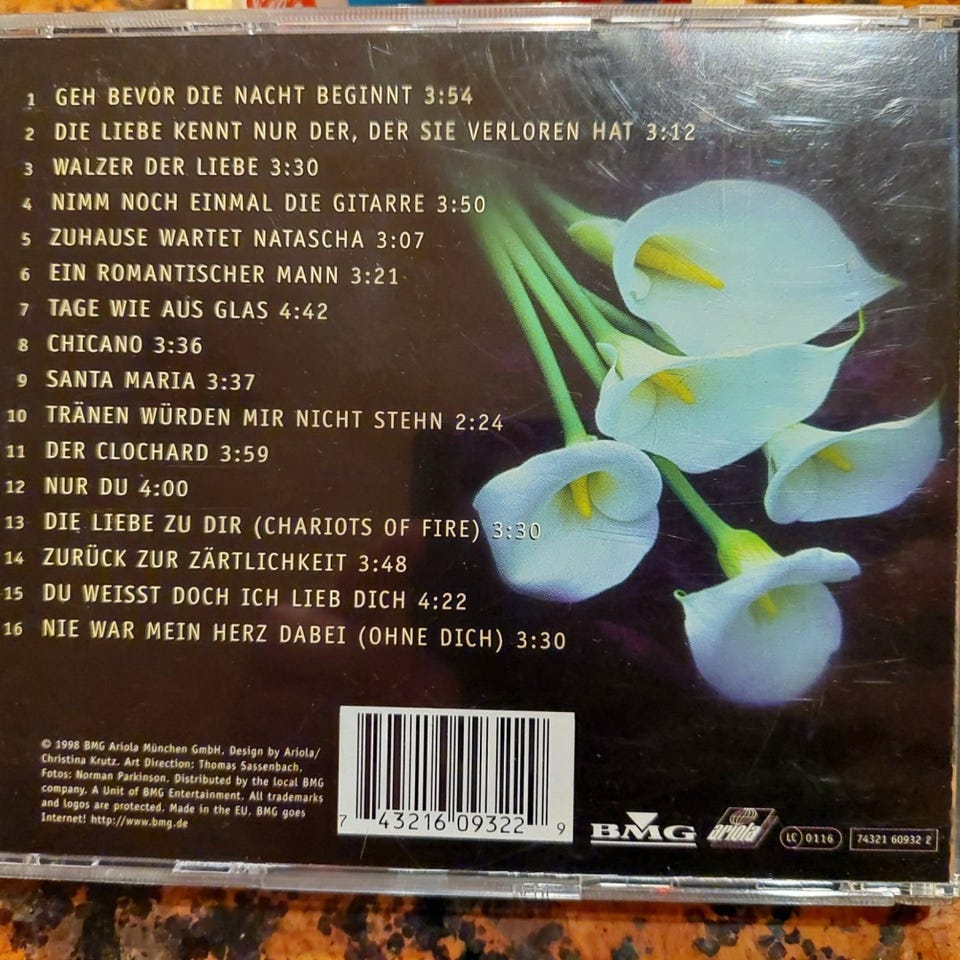 1 GEH BEVOR DIE NACHT BEGINNT 3:54
2 DIE LIEBE KENNT NUR DER, DER SIE VERLOREN HAT 3:12
3 WALZER DER LIEBE 3:30
4 NIMM NOCH EINMAL DIE GITARRE 3:50
5 ZUHAUSE WARTET NATASCHA 3:07
6 EIN ROMANTISCHER MANN 3:21
7 TAGE WIE AUS GLAS 4:42
8 CHICANO 3:36
9 SANTA MARIA 3:37
10 TRÄNEN WÜRDEN MIR NICHT STEHN 2:24
11 DER CLOCHARD 3:59
12 NUR DU 4:00
13 DIE LIEBE ZU DIR (CHARIOTS OF FIRE) 3:30
14 ZURÜCK ZUR ZÄRTLICHKEIT 3:48
15 DU WEISST DOCH ICH LIEB DICH 4:22
16 NIE WAR MEIN HERZ DABEI (OHNE DICH) 3:30
© 1998 BMG Ariola München GmbH. Design by Ariola/
Christina Krutz. Art Direction: Thomas Sassenbach.
Fotos: Norman Parkinson. Distributed by the local BMG
company. A Unit of BMG Entertainment. All trademarks
and logos are protected. Made in the EU. BMG goes
Internet! http://www.bmg.de
7 43216 09322 9
BMG
ariola
LC 0116
74321 60932 2